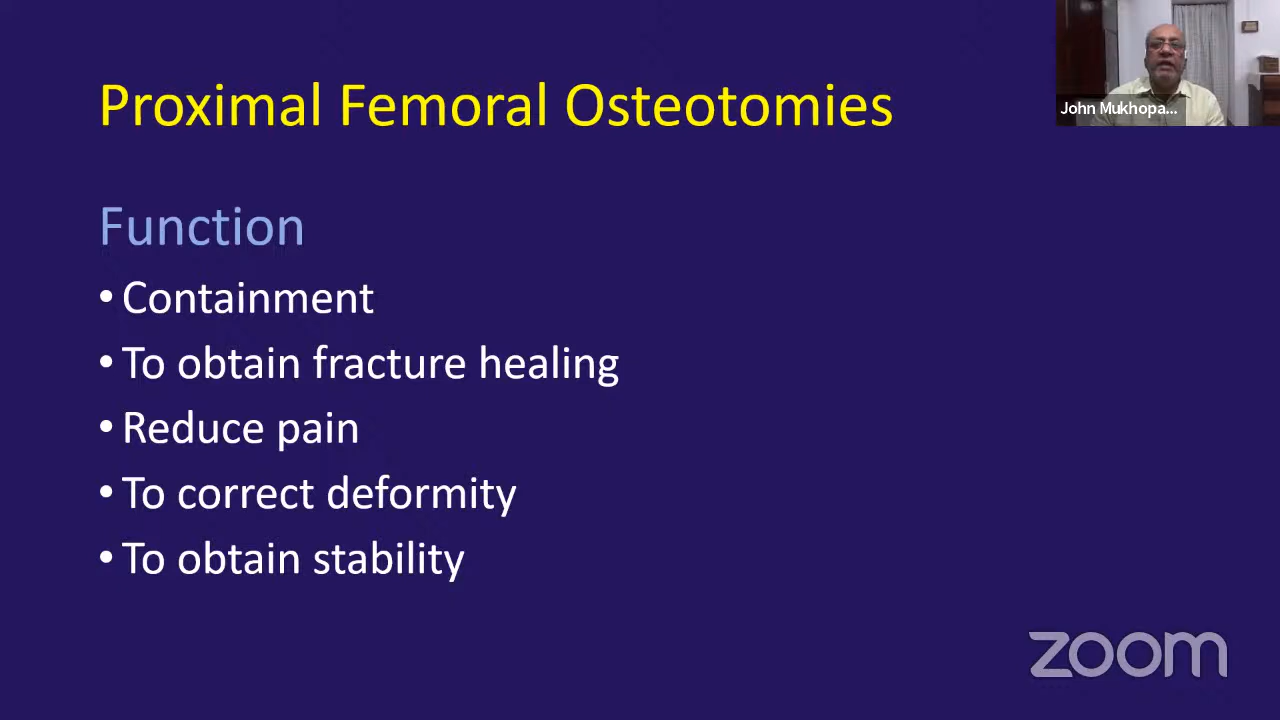 Proximal Femoral Osteotomies
John Mukhopa...
Function
• Containment
• To obtain fracture healing
• Reduce pain
• To correct deformity
• To obtain stability
zoom